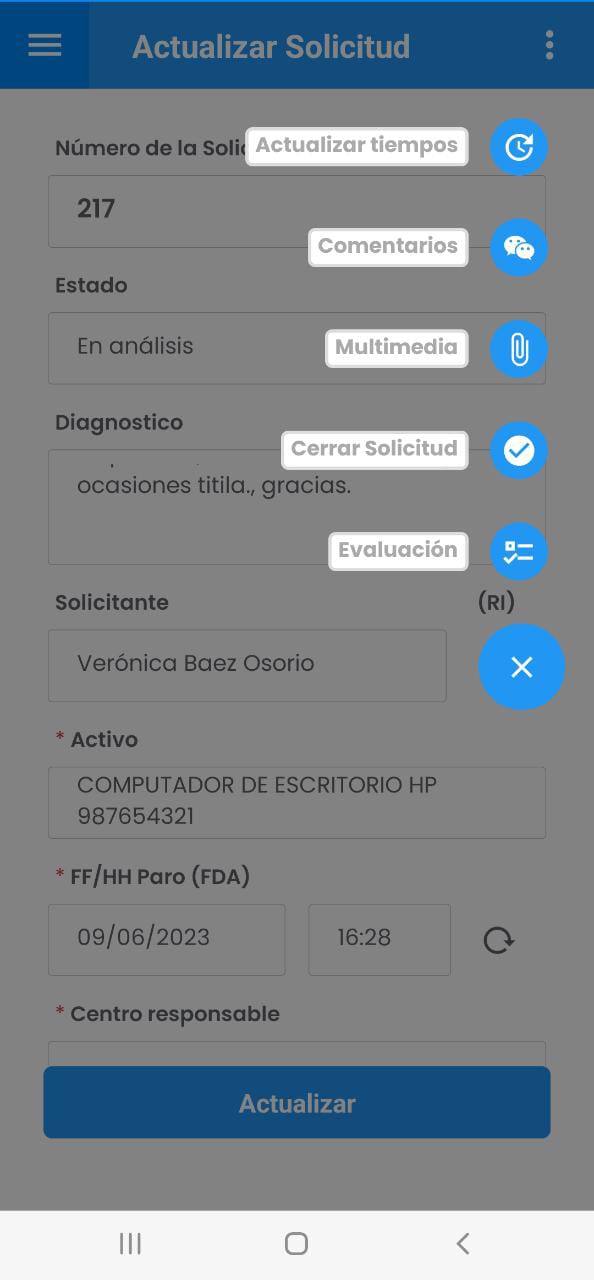 Actualizar Solicitud
Número de la Solic
Actualizar tiempos
217
Comentarios
Estado
En análisis
Multimedia
Diagnostico
Cerrar Solicitud
ocasiones titila., gracias.
Evaluación
Solicitante
(RI)
Verónica Baez Osorio
* Activo
COMPUTADOR DE ESCRITORIO HP
987654321
* FF/HH Paro (FDA)
09/06/2023
16:28
* Centro responsable
Actualizar